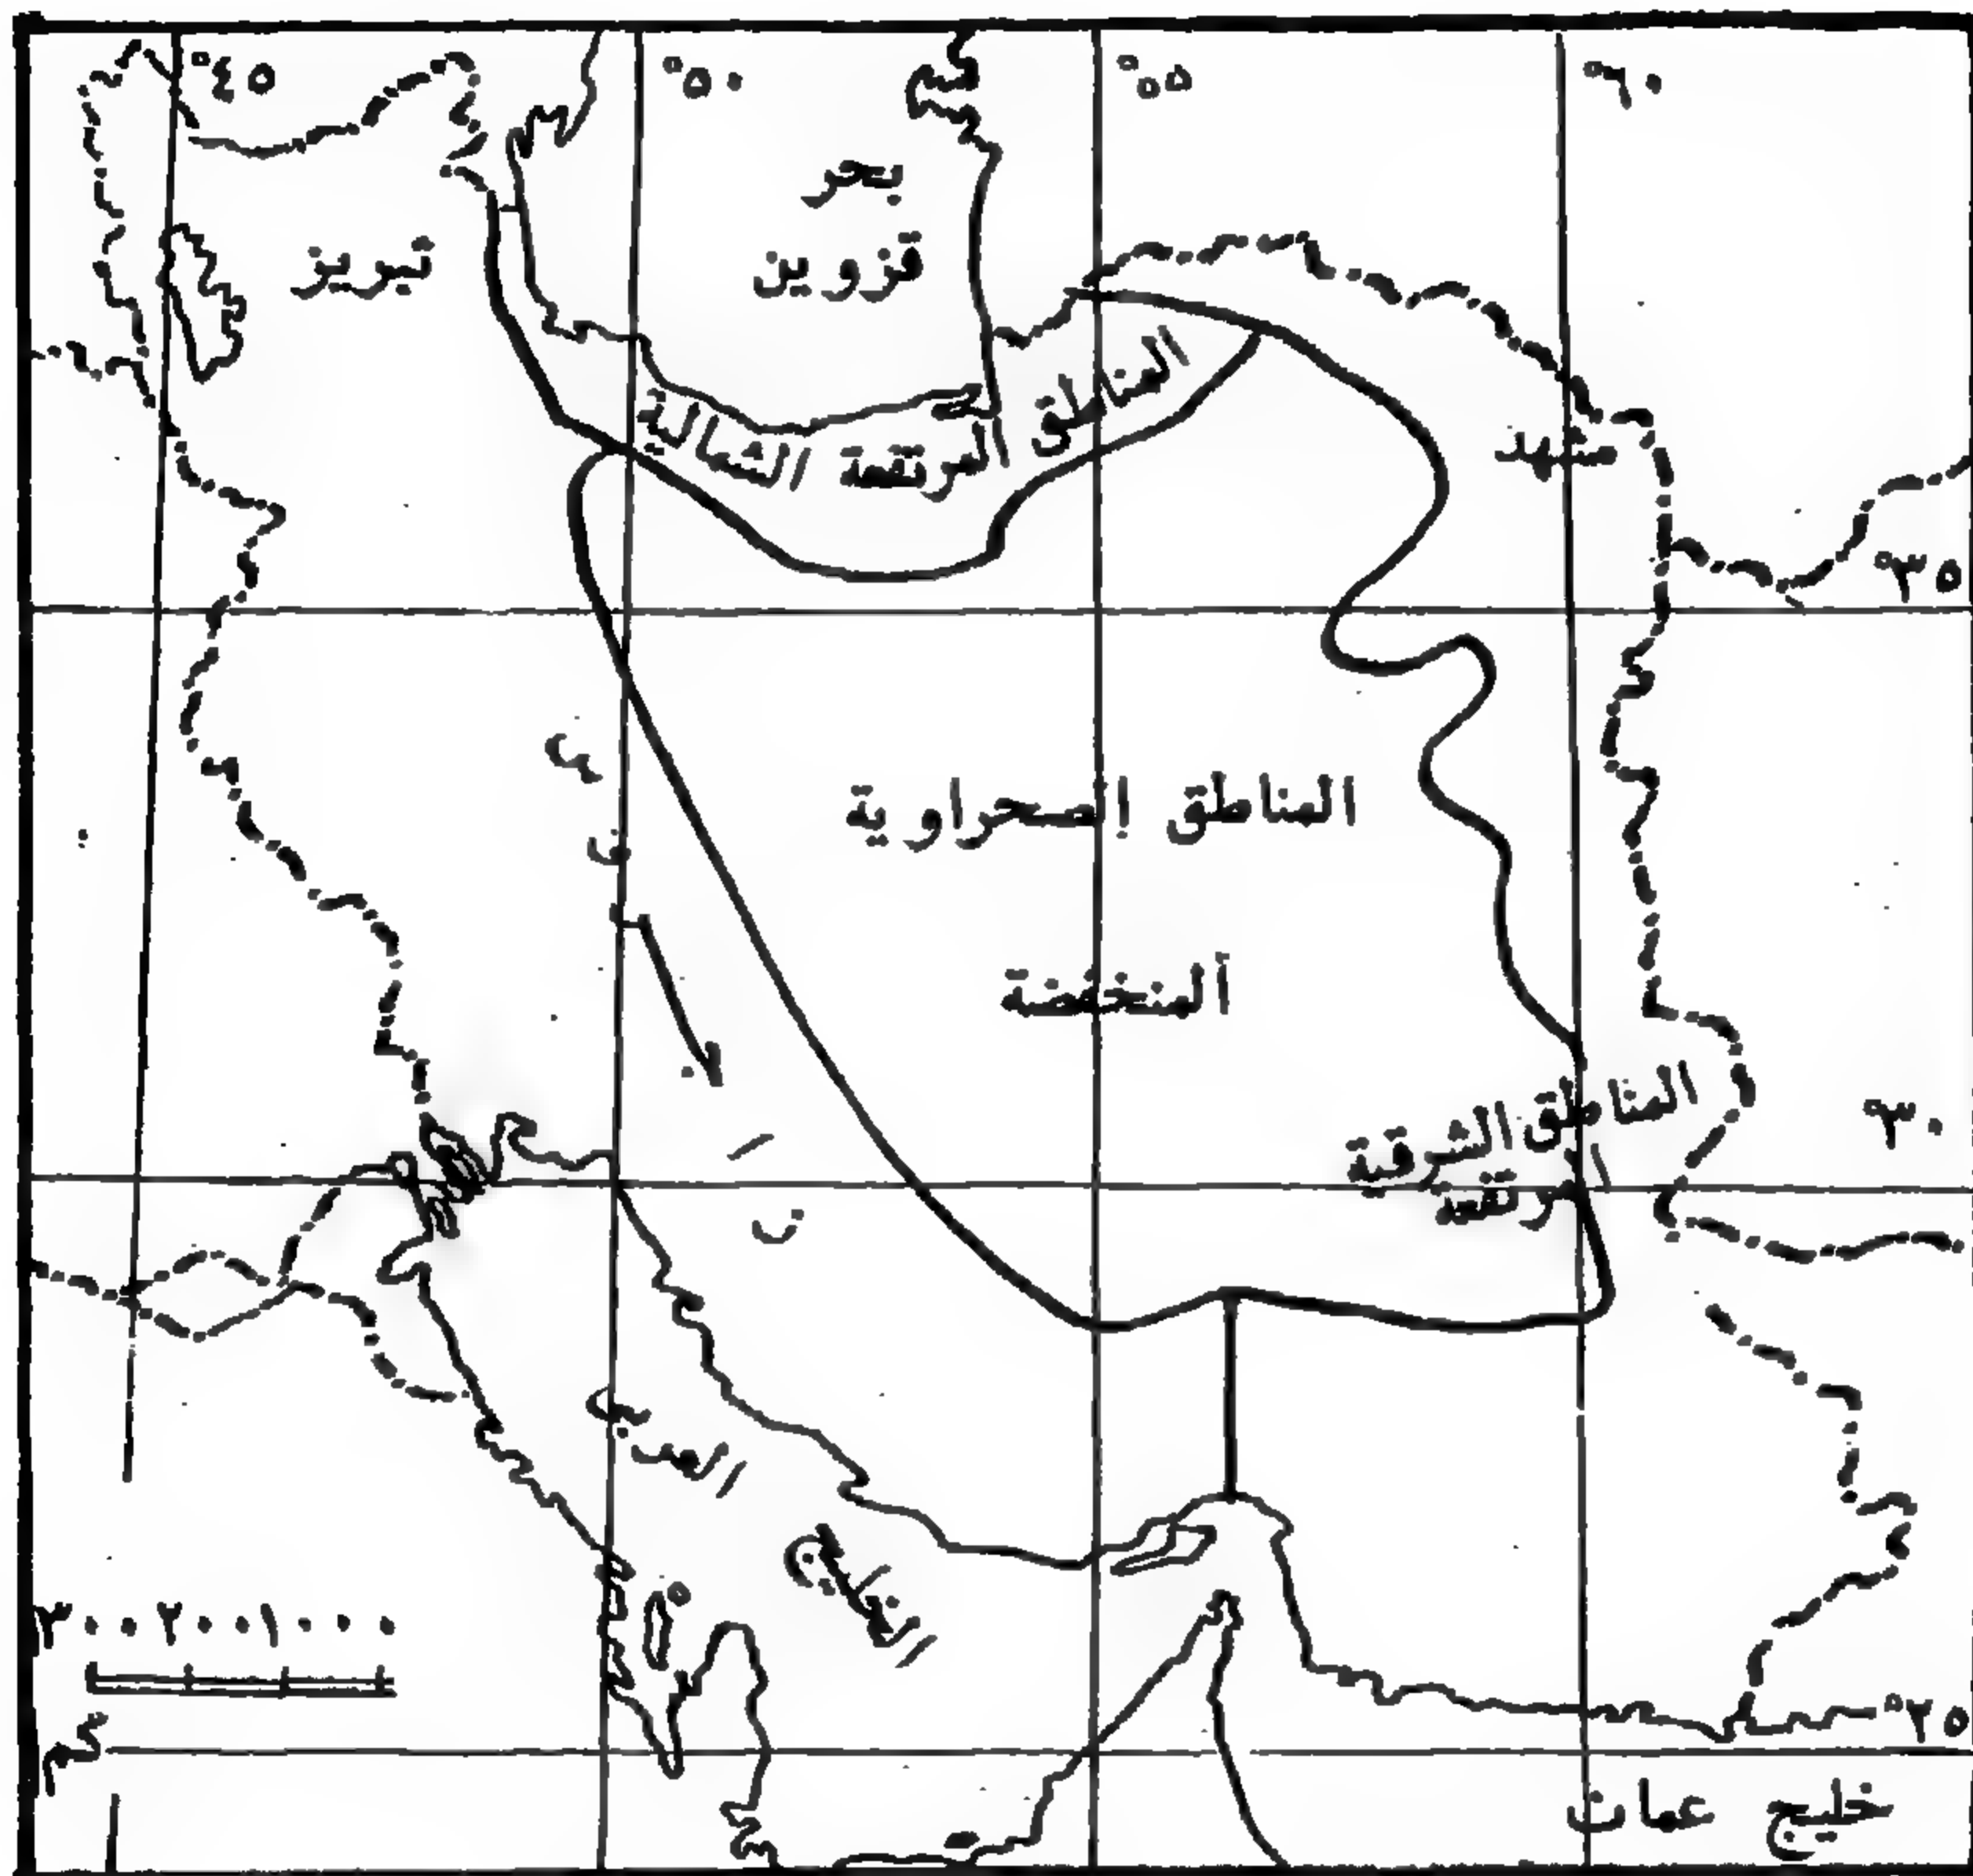 °٤٥ °٥٠ °٥٥ °٦٠
بحر
قزوين
تبريز
المناطق
المرتفعة الشمالية
مشهد
°٣٥
المناطق الصحراوية
المنخفضة
المناطق الشرقية
°٣٠
العربي
الخليج
٣٠٠ ٢٠٠ ١٠٠ ٠
كم
°٢٥
خليج عمان